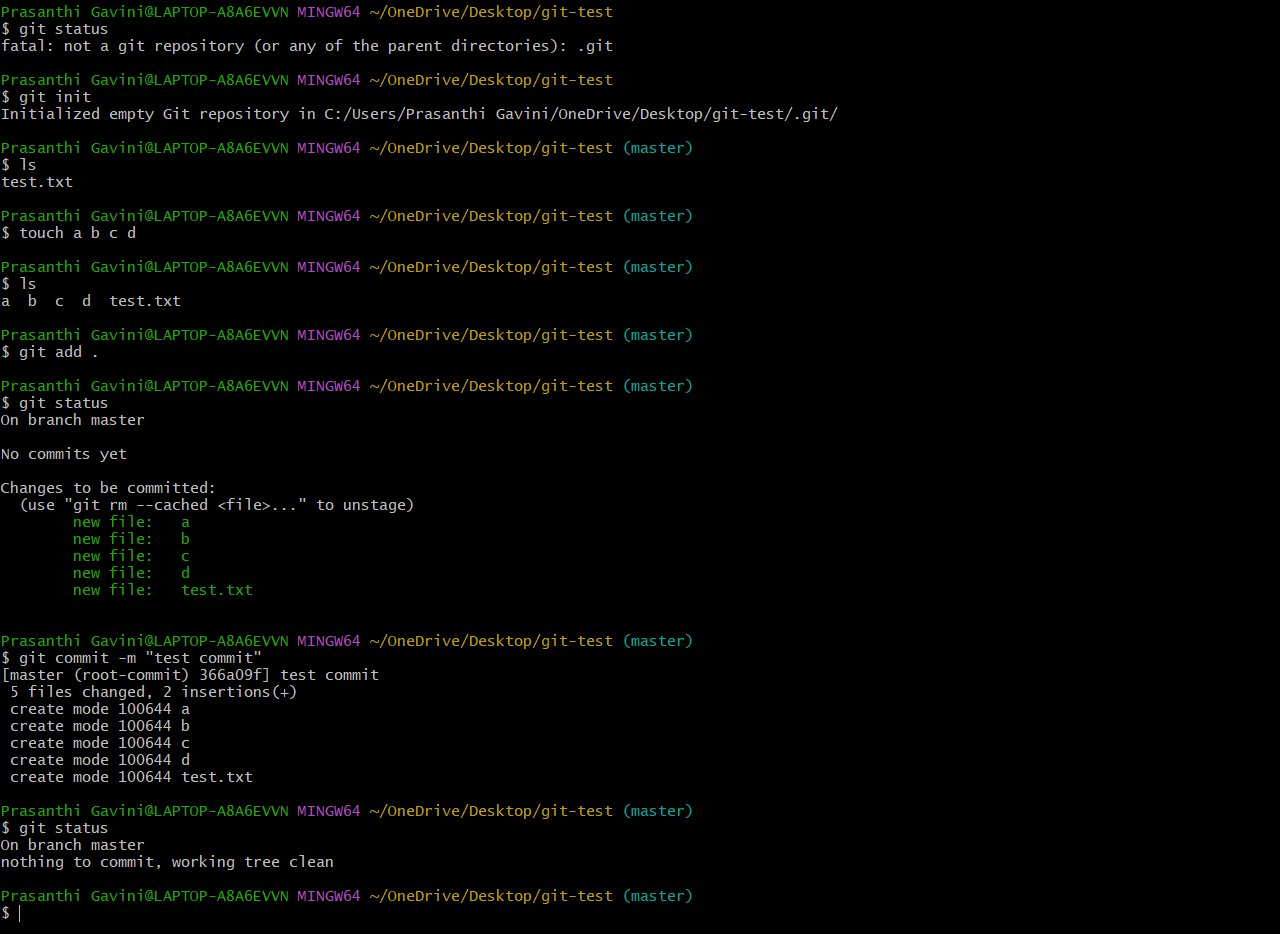 Prasanthi Gavini@LAPTOP-A8A6EVVN MINGW64 ~/OneDrive/Desktop/git-test
$ git status
fatal: not a git repository (or any of the parent directories): .git
Prasanthi Gavini@LAPTOP-A8A6EVVN MINGW64 ~/OneDrive/Desktop/git-test
$ git init
Initialized empty Git repository in C:/Users/Prasanthi Gavini/OneDrive/Desktop/git-test/.git/
Prasanthi Gavini@LAPTOP-A8A6EVVN MINGW64 ~/OneDrive/Desktop/git-test (master)
$ ls
test.txt
Prasanthi Gavini@LAPTOP-A8A6EVVN MINGW64 ~/OneDrive/Desktop/git-test (master)
$ touch a b c d
Prasanthi Gavini@LAPTOP-A8A6EVVN MINGW64 ~/OneDrive/Desktop/git-test (master)
$ ls
a  b  c  d  test.txt
Prasanthi Gavini@LAPTOP-A8A6EVVN MINGW64 ~/OneDrive/Desktop/git-test (master)
$ git add .
Prasanthi Gavini@LAPTOP-A8A6EVVN MINGW64 ~/OneDrive/Desktop/git-test (master)
$ git status
On branch master
No commits yet
Changes to be committed:
  (use "git rm --cached <file>..." to unstage)
        new file:   a
        new file:   b
        new file:   c
        new file:   d
        new file:   test.txt
Prasanthi Gavini@LAPTOP-A8A6EVVN MINGW64 ~/OneDrive/Desktop/git-test (master)
$ git commit -m "test commit"
[master (root-commit) 366a09f] test commit
 5 files changed, 2 insertions(+)
 create mode 100644 a
 create mode 100644 b
 create mode 100644 c
 create mode 100644 d
 create mode 100644 test.txt
Prasanthi Gavini@LAPTOP-A8A6EVVN MINGW64 ~/OneDrive/Desktop/git-test (master)
$ git status
On branch master
nothing to commit, working tree clean
Prasanthi Gavini@LAPTOP-A8A6EVVN MINGW64 ~/OneDrive/Desktop/git-test (master)
$